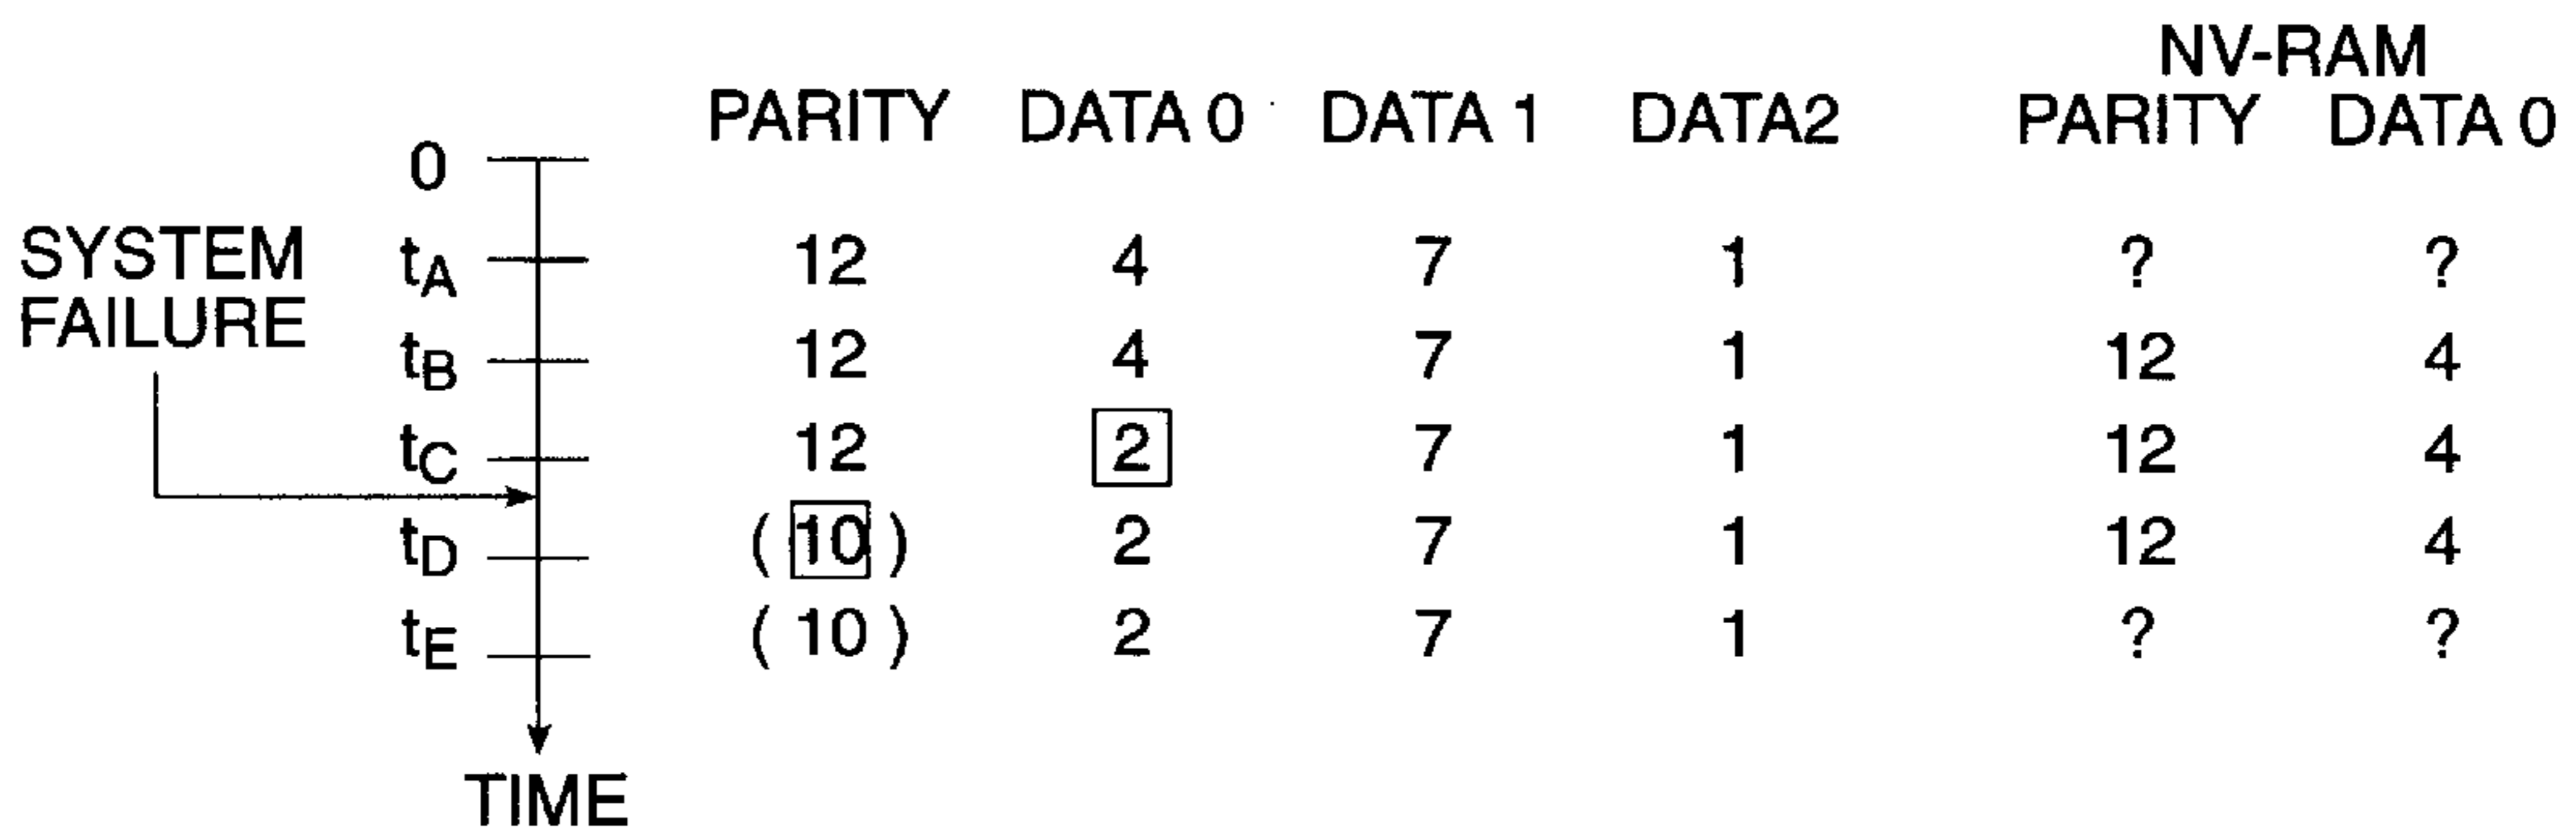 NV-RAM
PARITY DATA 0 DATA 1 DATA2 PARITY DATA 0
0
SYSTEM FAILURE
tA 12 4 7 1 ? ?
tB 12 4 7 1 12 4
tC 12 2 7 1 12 4
tD (10) 2 7 1 12 4
tE (10) 2 7 1 ? ?
TIME